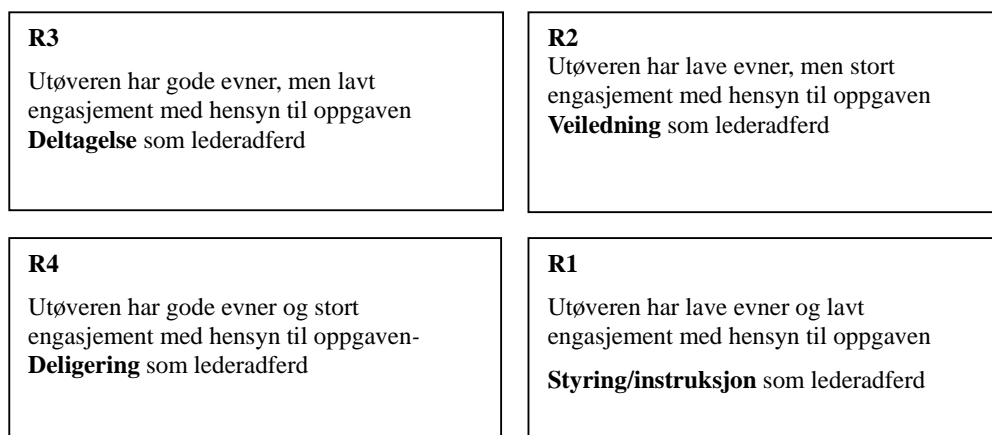 R3
Utøveren har gode evner, men lavt
engasjement med hensyn til oppgaven
Deltagelse som lederadferd
R2
Utøveren har lave evner, men stort
engasjement med hensyn til oppgaven
Veiledning som lederadferd
R4
Utøveren har gode evner og stort
engasjement med hensyn til oppgaven-
Deligering som lederadferd
R1
Utøveren har lave evner og lavt
engasjement med hensyn til oppgaven
Styring/instruksjon som lederadferd